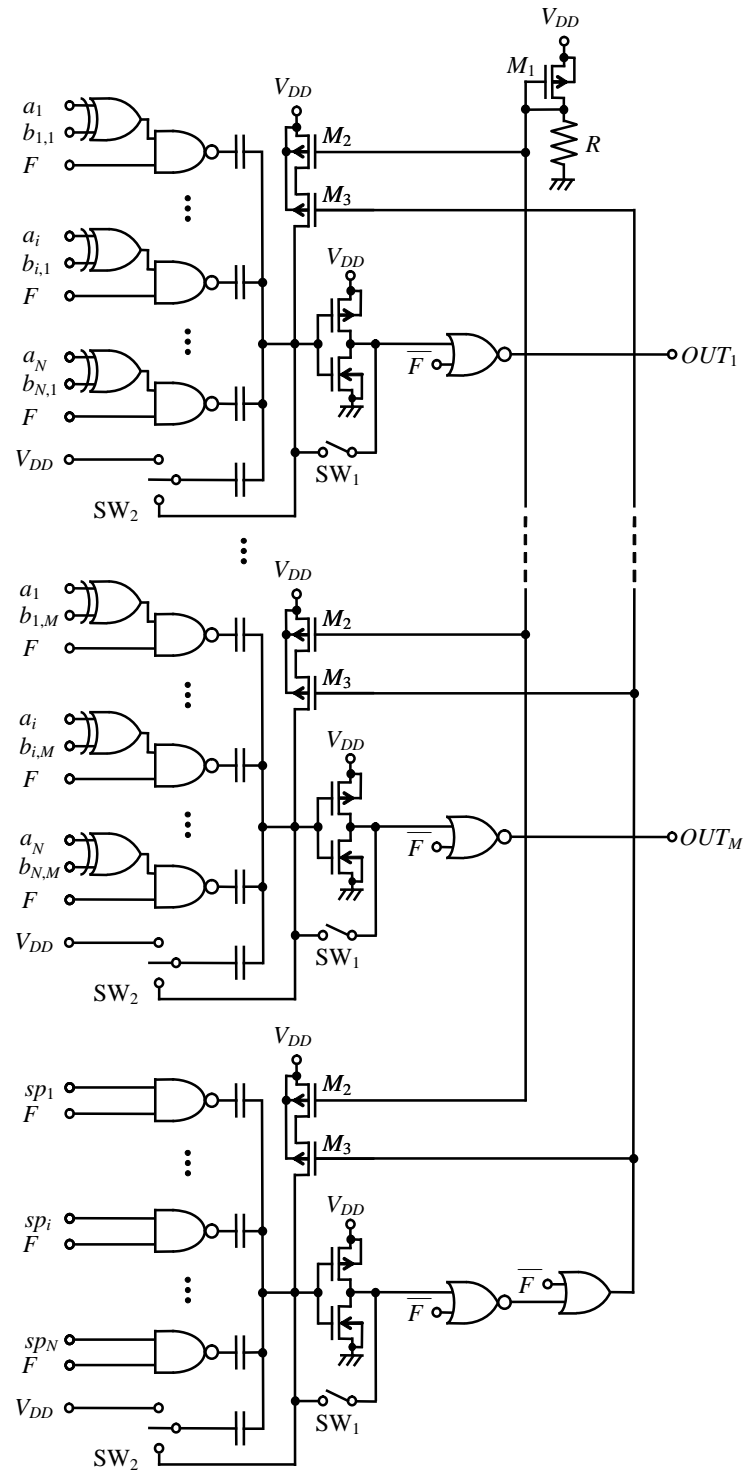 V_DD
M_1
R
V_DD
a_1
b_{1,1}
F
M_2
M_3
a_i
b_{i,1}
F
V_DD
a_N
b_{N,1}
F
\overline{F}
OUT_1
V_DD
SW_2
SW_1
V_DD
a_1
b_{1,M}
F
M_2
M_3
a_i
b_{i,M}
F
V_DD
a_N
b_{N,M}
F
\overline{F}
OUT_M
V_DD
SW_2
SW_1
V_DD
sp_1
F
M_2
M_3
sp_i
F
V_DD
\overline{F}
\overline{F}
sp_N
F
V_DD
SW_2
SW_1